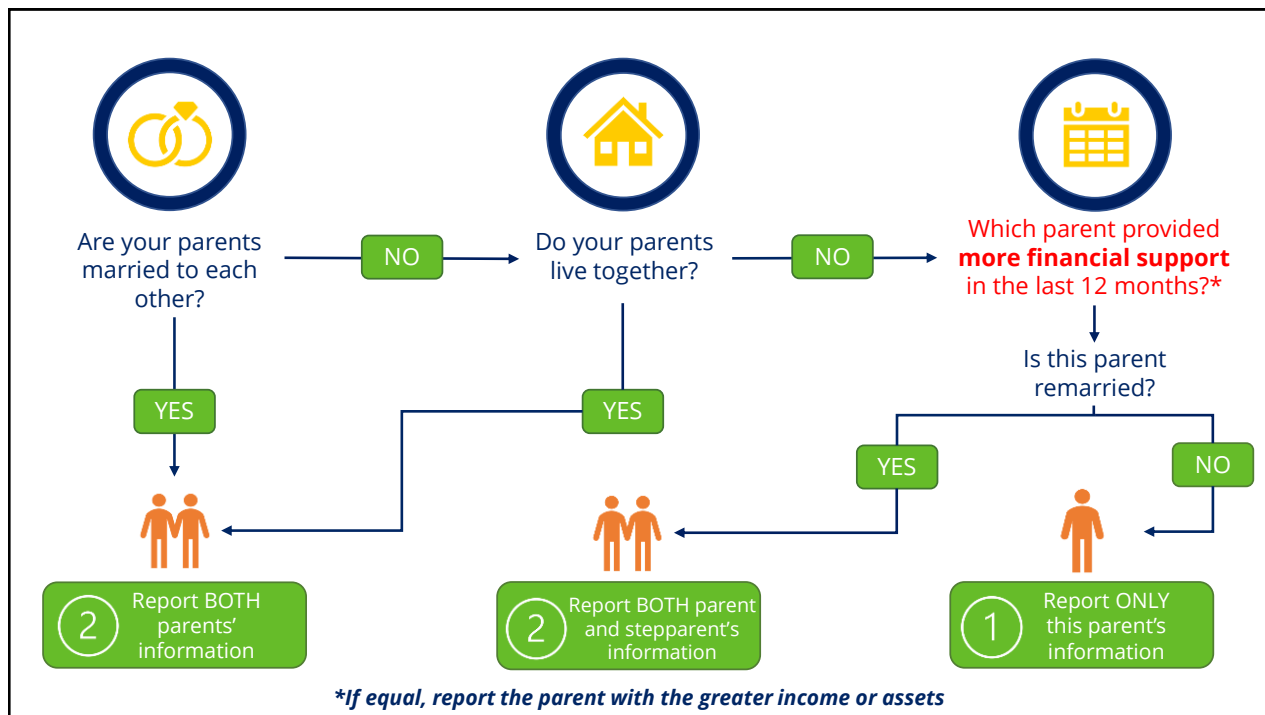 Are your parents
married to each
other?
NO
Do your parents
live together?
NO
Which parent provided
more financial support
in the last 12 months?*
Is this parent
remarried?
YES
YES
YES
NO
2
Report BOTH
parents'
information
2
Report BOTH parent
and stepparent's
information
1
Report ONLY
this parent's
information
*If equal, report the parent with the greater income or assets